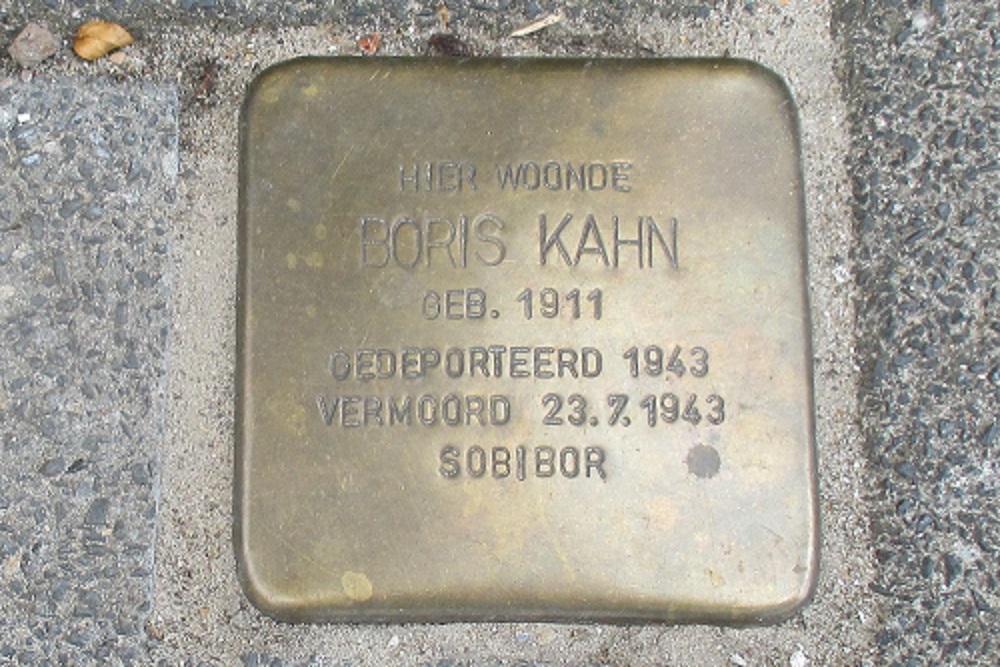 HIER WOONDE
BORIS KAHN
GEB. 1911
GEDEPORTEERD 1943
VERMOORD 23.7.1943
SOBIBOR